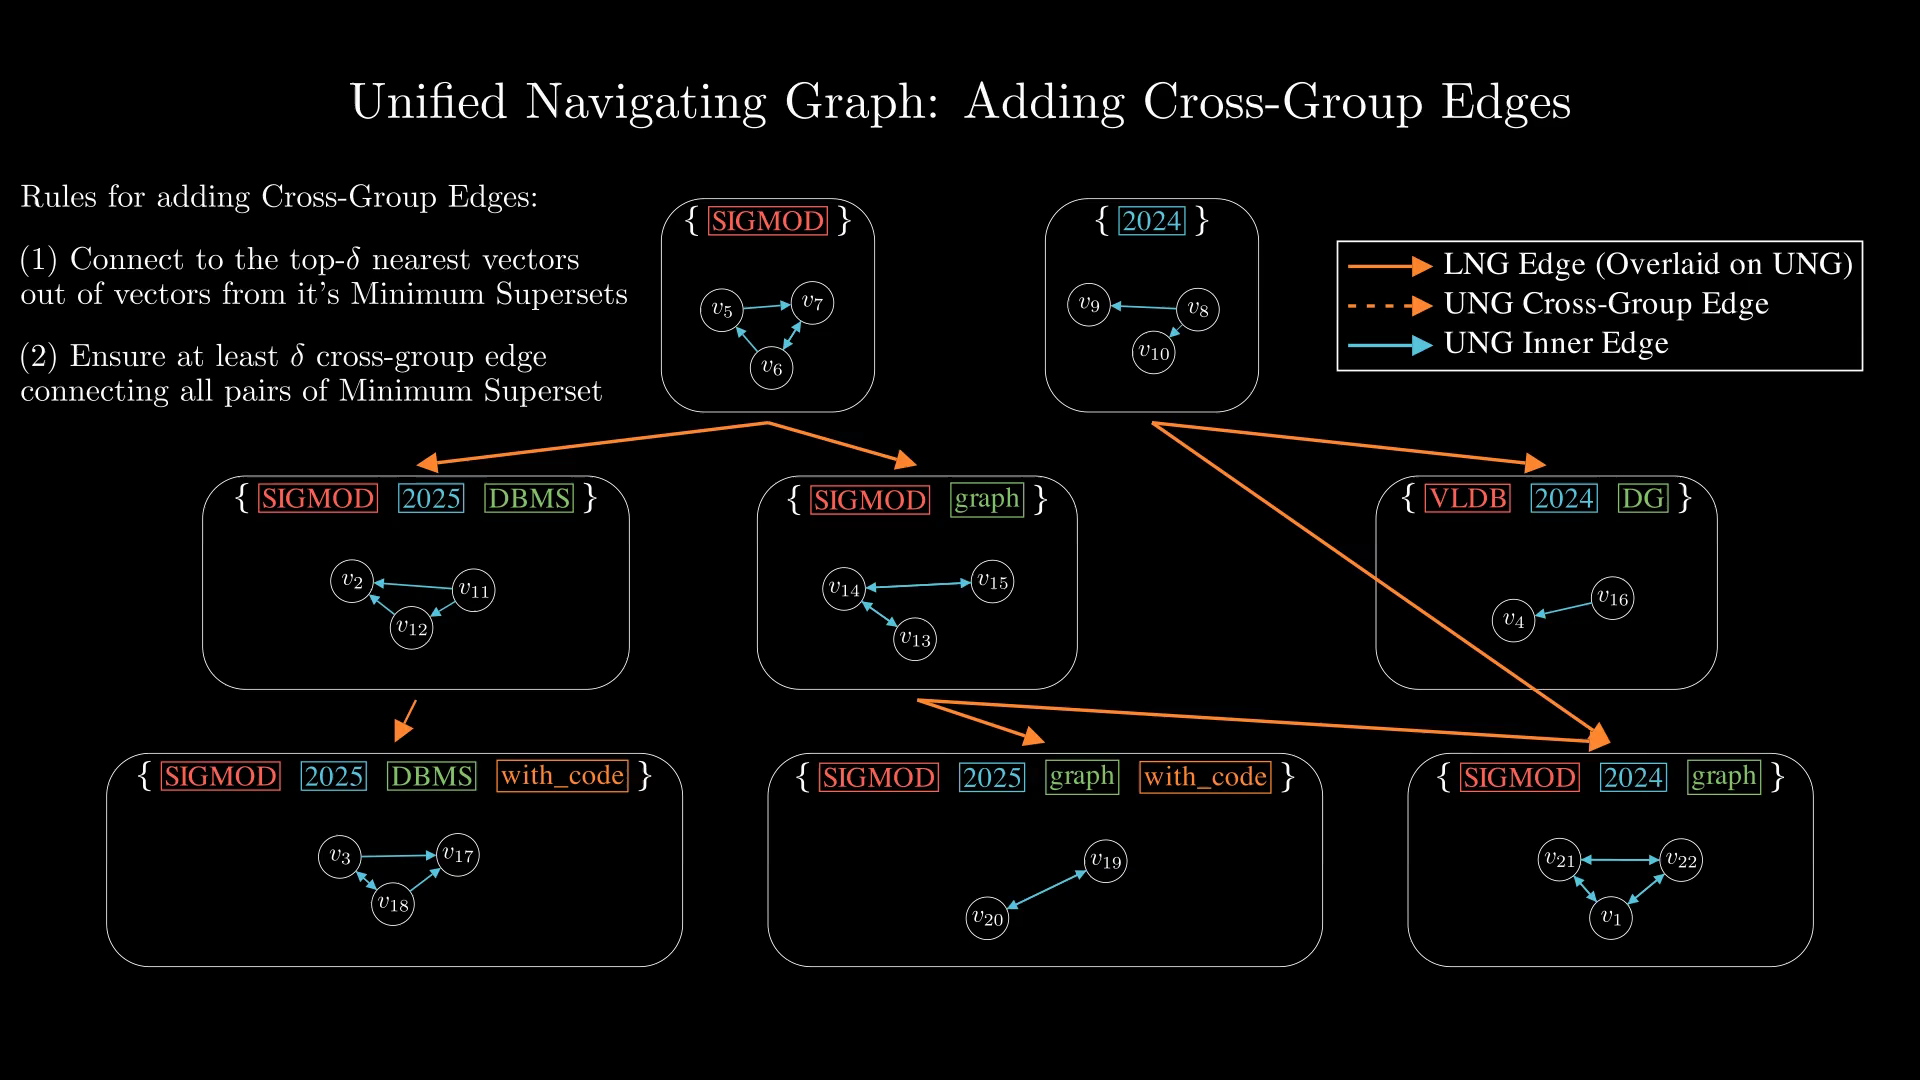 Unified Navigating Graph: Adding Cross-Group Edges
Rules for adding Cross-Group Edges:
(1) Connect to the top-δ nearest vectors
out of vectors from it's Minimum Supersets
(2) Ensure at least δ cross-group edge
connecting all pairs of Minimum Superset
{ SIGMOD }
v5
v7
v6
{ 2024 }
v9
v8
v10
LNG Edge (Overlaid on UNG)
UNG Cross-Group Edge
UNG Inner Edge
{ SIGMOD 2025 DBMS }
v2
v11
v12
{ SIGMOD graph }
v14
v15
v13
{ VLDB 2024 DG }
v16
v4
{ SIGMOD 2025 DBMS with_code }
v3
v17
v18
{ SIGMOD 2025 graph with_code }
v19
v20
{ SIGMOD 2024 graph }
v21
v22
v1